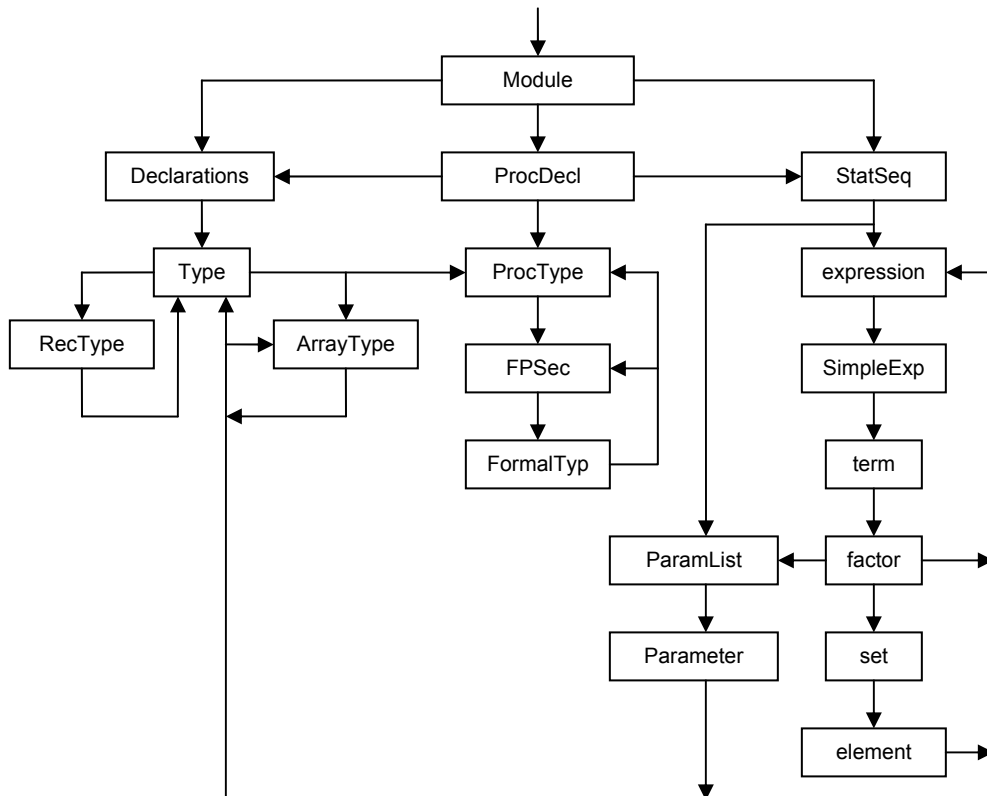 Module
Declarations
ProcDecl
StatSeq
Type
ProcType
expression
RecType
ArrayType
FPSec
SimpleExp
FormalTyp
term
ParamList
factor
Parameter
set
element